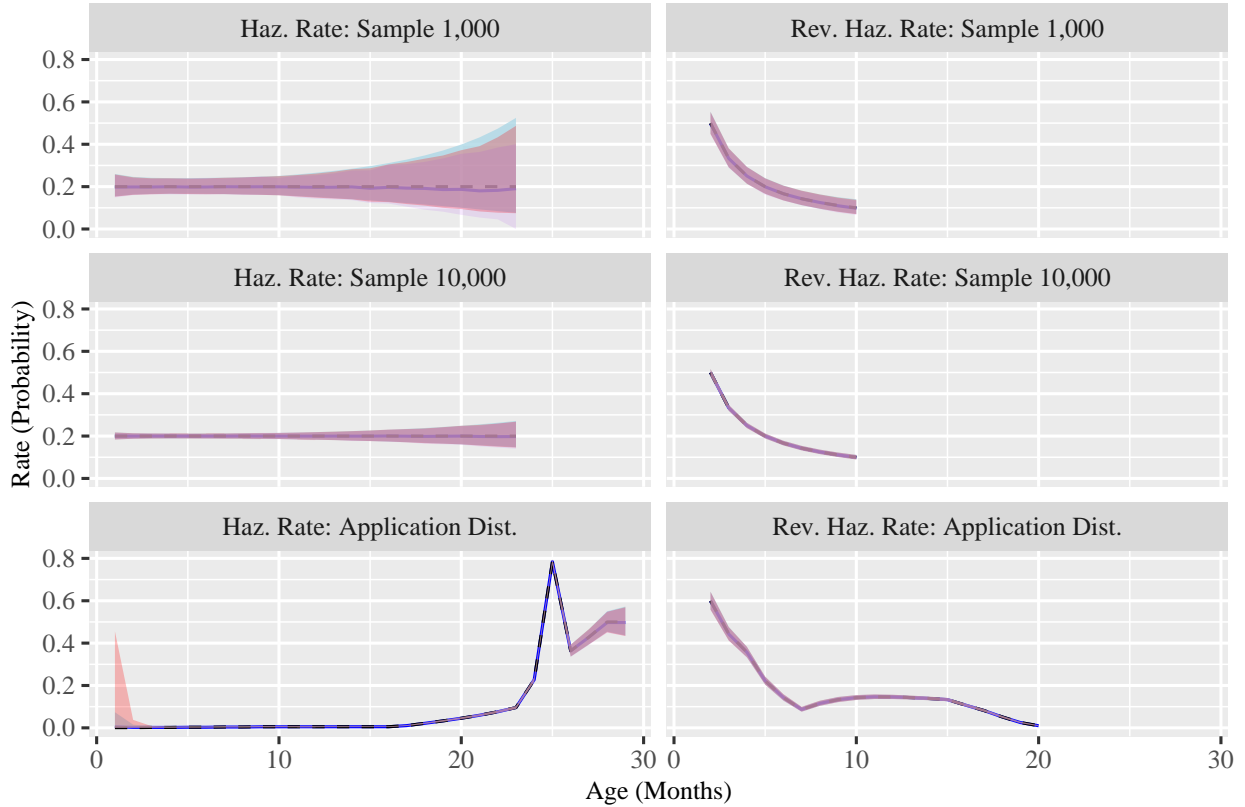 Haz. Rate: Sample 1,000
Rev. Haz. Rate: Sample 1,000
0.8
0.6
0.4
0.2
0.0
Haz. Rate: Sample 10,000
Rev. Haz. Rate: Sample 10,000
0.8
0.6
0.4
0.2
0.0
Rate (Probability)
Haz. Rate: Application Dist.
Rev. Haz. Rate: Application Dist.
0.8
0.6
0.4
0.2
0.0
0 10 20 30 0 10 20 30
Age (Months)